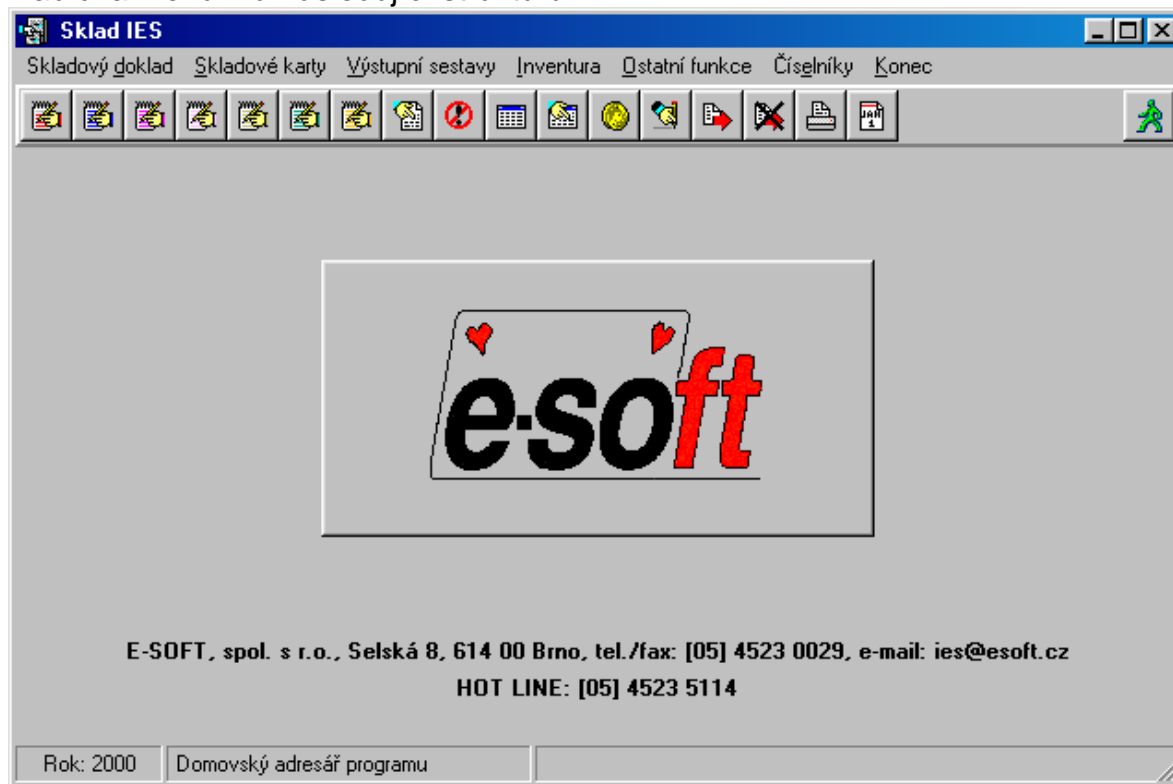 Sklad IES
Skladový doklad Skladové karty Výstupní sestavy Inventura Ostatní funkce Číselníky Konec
JAN
1
e-soft
E-SOFT, spol. s r.o., Selská 8, 614 00 Brno, tel./fax: [05] 4523 0029, e-mail: ies@esoft.cz
HOT LINE: [05] 4523 5114
Rok: 2000 Domovský adresář programu